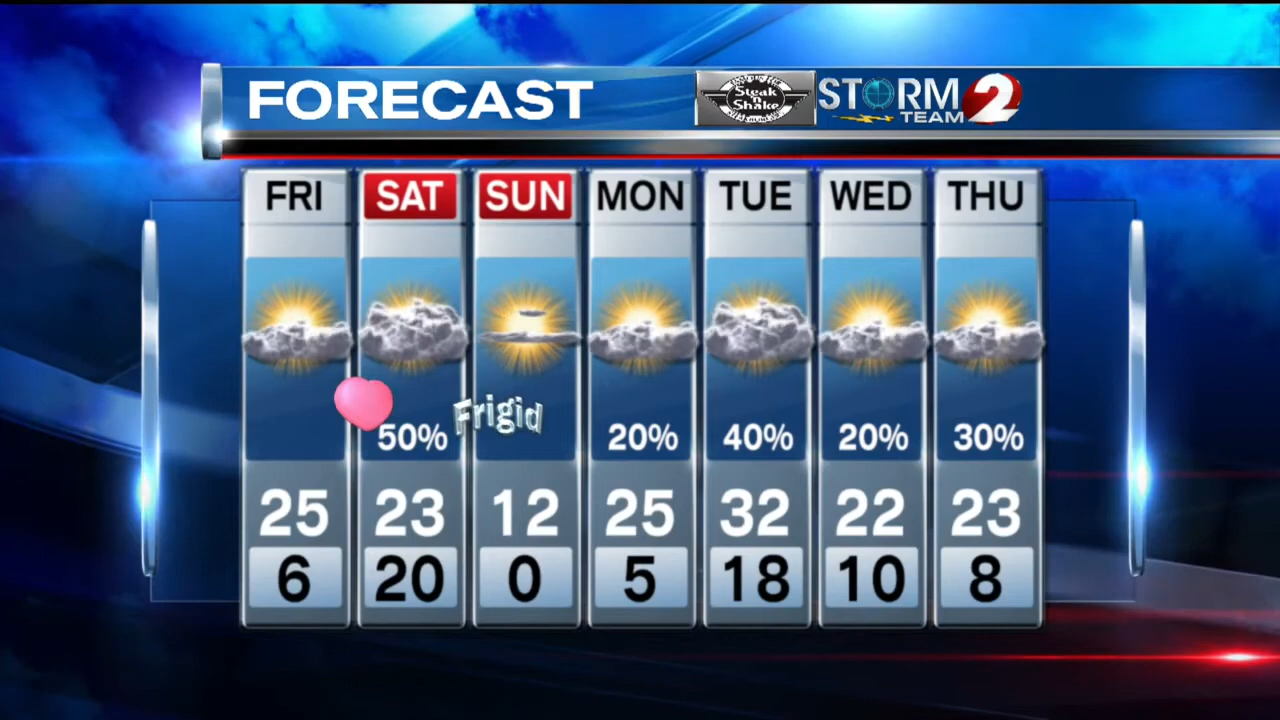 FORECAST
Steak
n
Shake
STORM
TEAM
2
FRI SAT SUN MON TUE WED THU
Frigid
50% 20% 40% 20% 30%
25 23 12 25 32 22 23
6 20 0 5 18 10 8